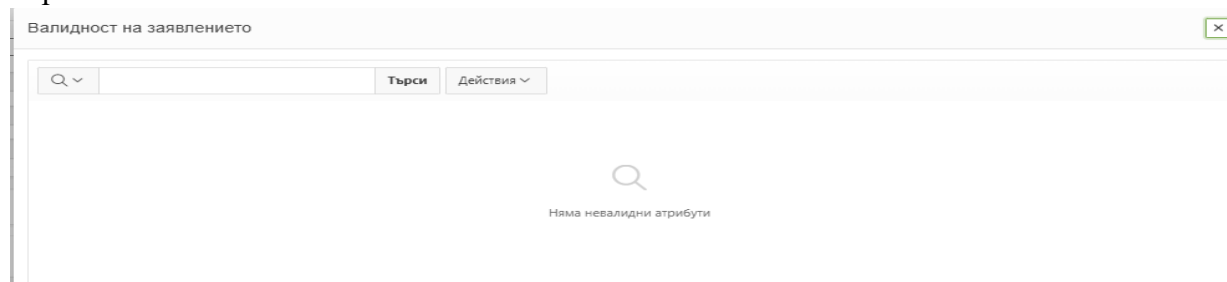 Валидност на заявлението
Търси Действия
Няма невалидни атрибути